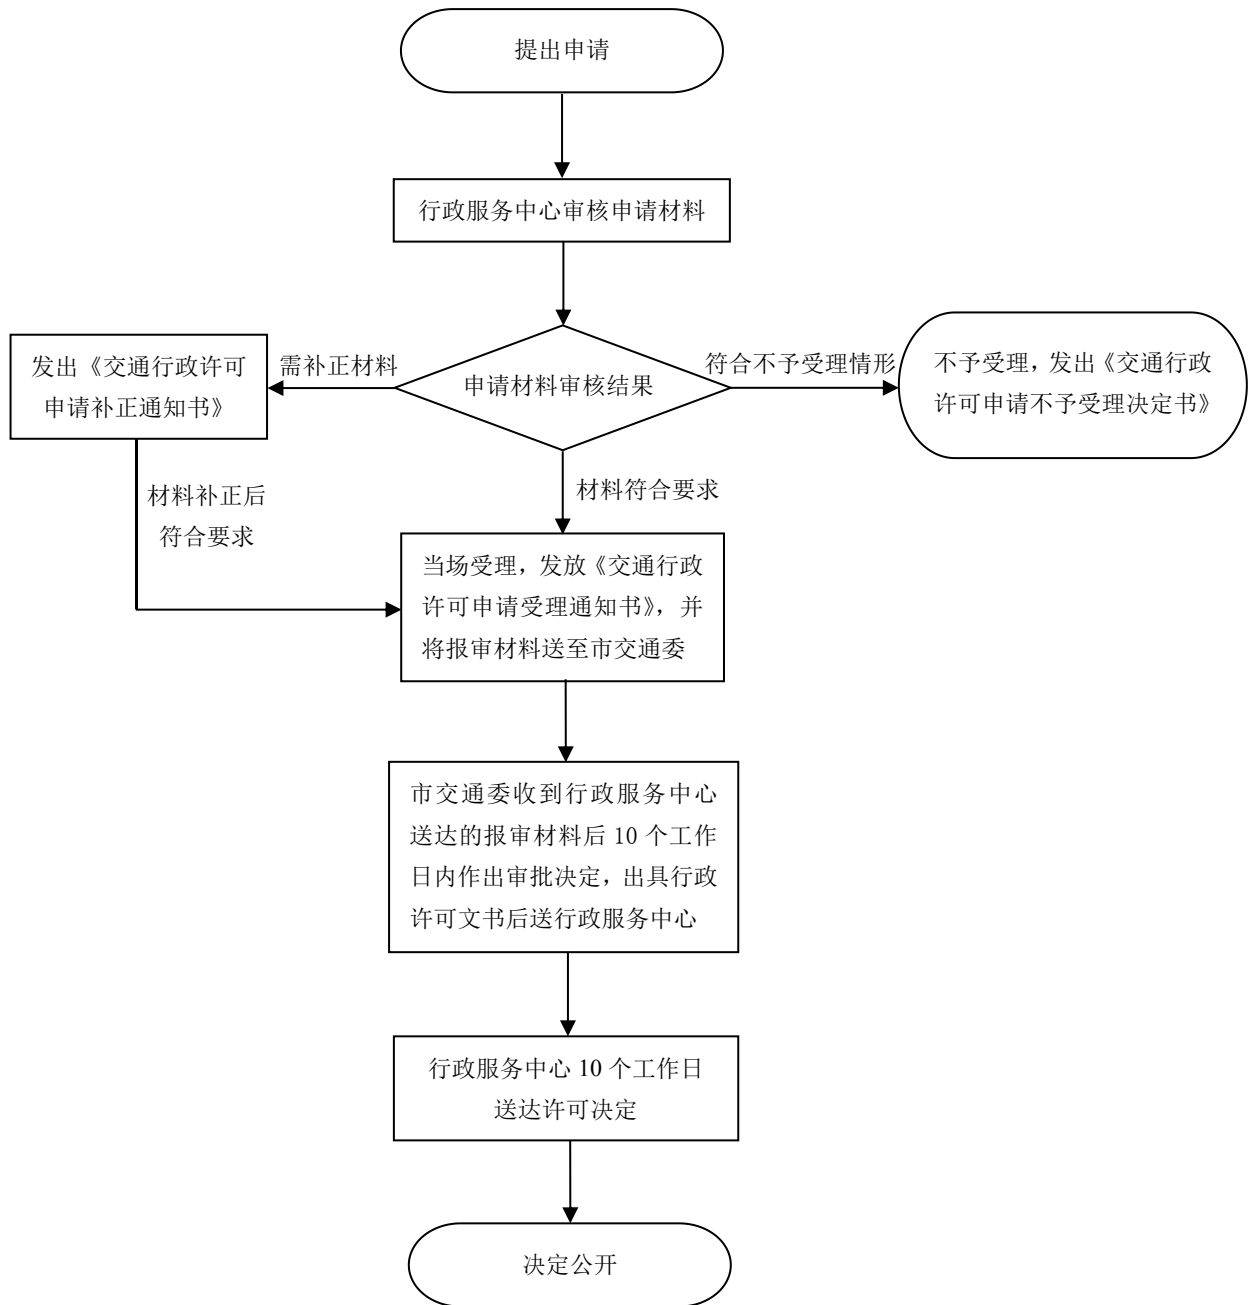 提出申请
行政服务中心审核申请材料
发出《交通行政许可
申请补正通知书》
需补正材料
申请材料审核结果
符合不予受理情形
不予受理，发出《交通行政
许可申请不予受理决定书》
材料补正后
符合要求
材料符合要求
当场受理，发放《交通行政
许可申请受理通知书》，并
将报审材料送至市交通委
市交通委收到行政服务中心
送达的报审材料后 10 个工作
日内作出审批决定，出具行政
许可文书后送行政服务中心
行政服务中心 10 个工作日
送达许可决定
决定公开